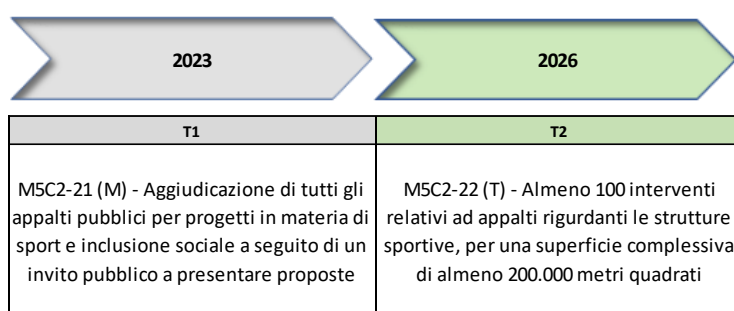 2023
2026
T1
T2
M5C2-21 (M) - Aggiudicazione di tutti gli
appalti pubblici per progetti in materia di
sport e inclusione sociale a seguito di un
invito pubblico a presentare proposte
M5C2-22 (T) - Almeno 100 interventi
relativi ad appalti rigurdanti le strutture
sportive, per una superficie complessiva
di almeno 200.000 metri quadrati